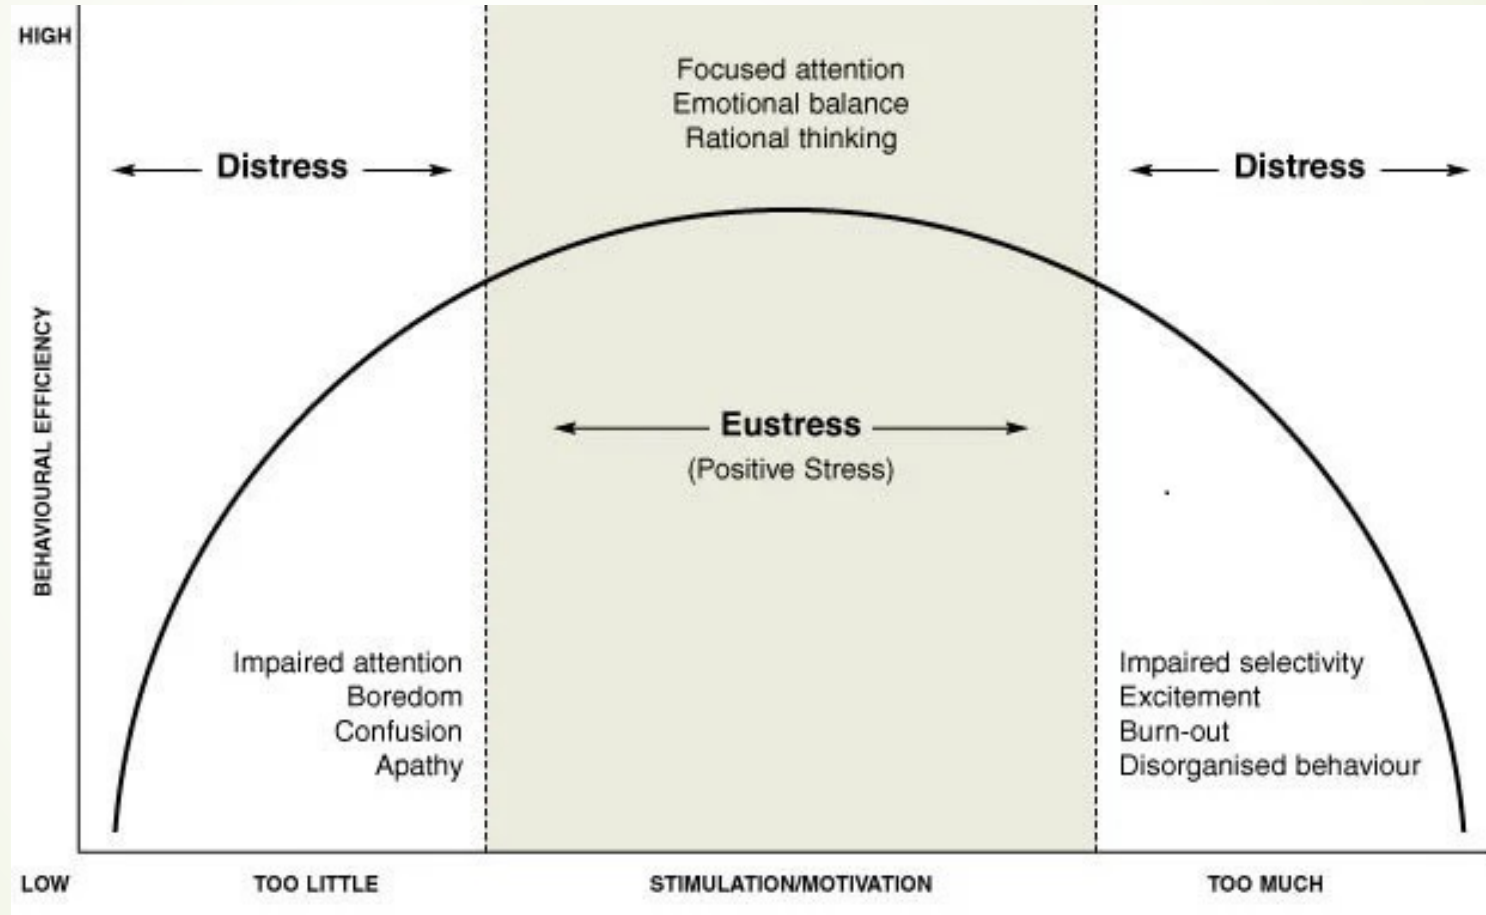 HIGH
Focused attention
Emotional balance
Rational thinking
Distress
Distress
BEHAVIOURAL EFFICIENCY
Eustress
(Positive Stress)
Impaired attention
Boredom
Confusion
Apathy
Impaired selectivity
Excitement
Burn-out
Disorganised behaviour
LOW
TOO LITTLE
STIMULATION/MOTIVATION
TOO MUCH